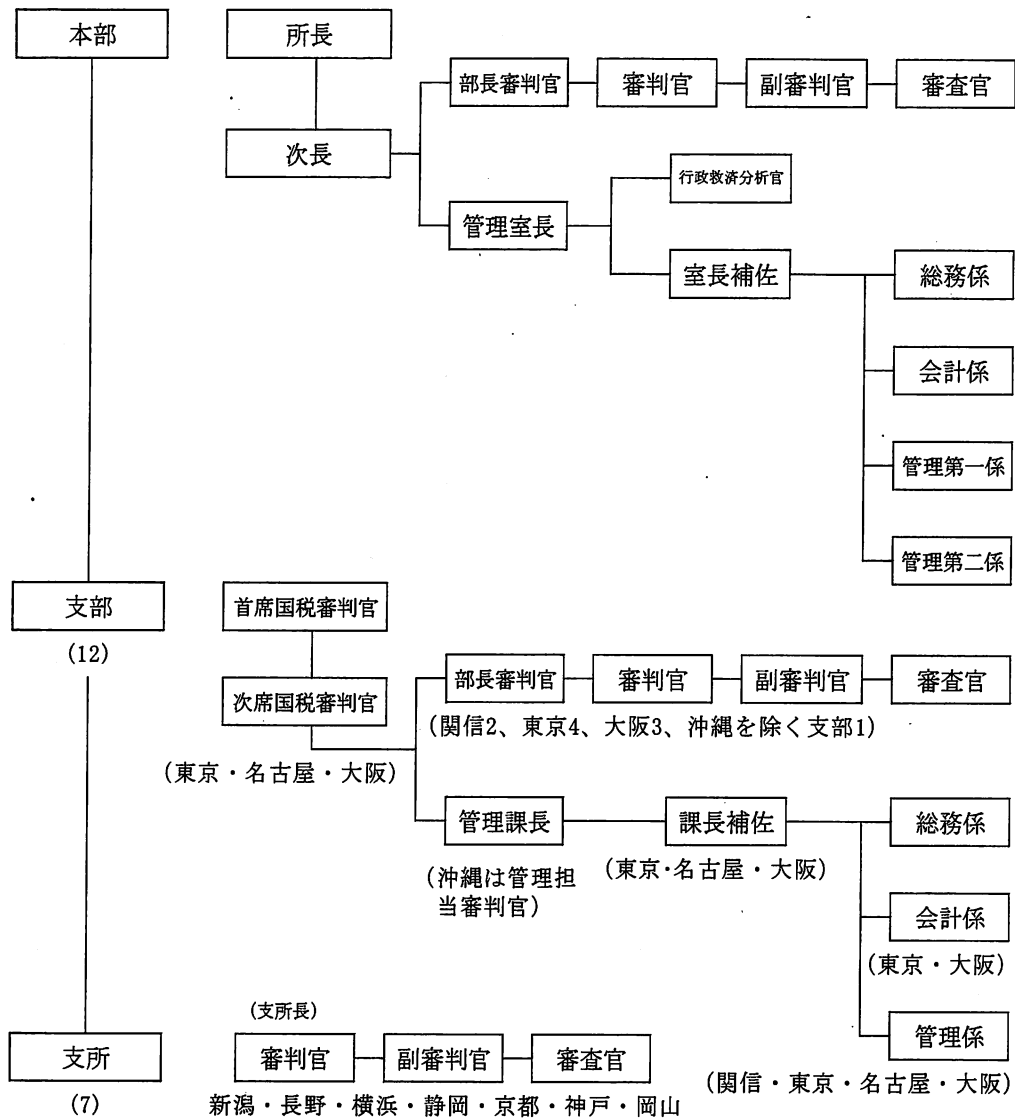 本部
所長
部長審判官
審判官
副審判官
審査官
次長
行政救済分析官
管理室長
室長補佐
総務係
会計係
管理第一係
管理第二係
支部
(12)
首席国税審判官
次席国税審判官
(東京・名古屋・大阪)
部長審判官
審判官
副審判官
審査官
(関信2、東京4、大阪3、沖縄を除く支部1)
管理課長
(沖縄は管理担
当審判官)
課長補佐
(東京・名古屋・大阪)
総務係
会計係
(東京・大阪)
管理係
(関信・東京・名古屋・大阪)
支所
(7)
(支所長)
審判官
副審判官
審査官
新潟・長野・横浜・静岡・京都・神戸・岡山